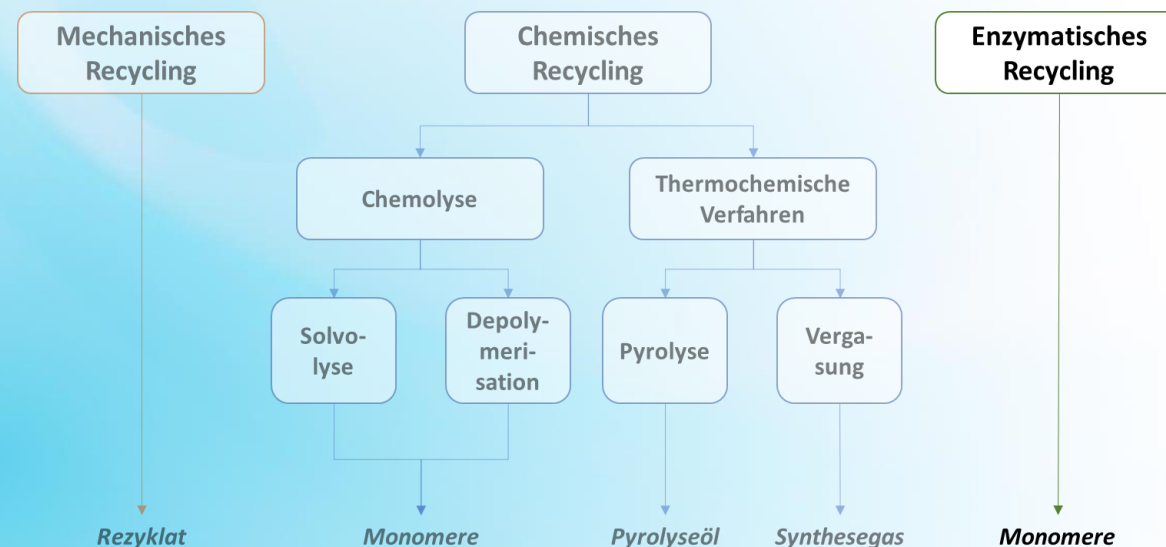 Mechanisches
Recycling
Chemisches
Recycling
Enzymatisches
Recycling
Chemolyse
Thermochemische
Verfahren
Solvo-
lyse
Depoly-
meri-
sation
Pyrolyse
Verga-
sung
Rezyklat
Monomere
Pyrolyseöl
Synthesegas
Monomere